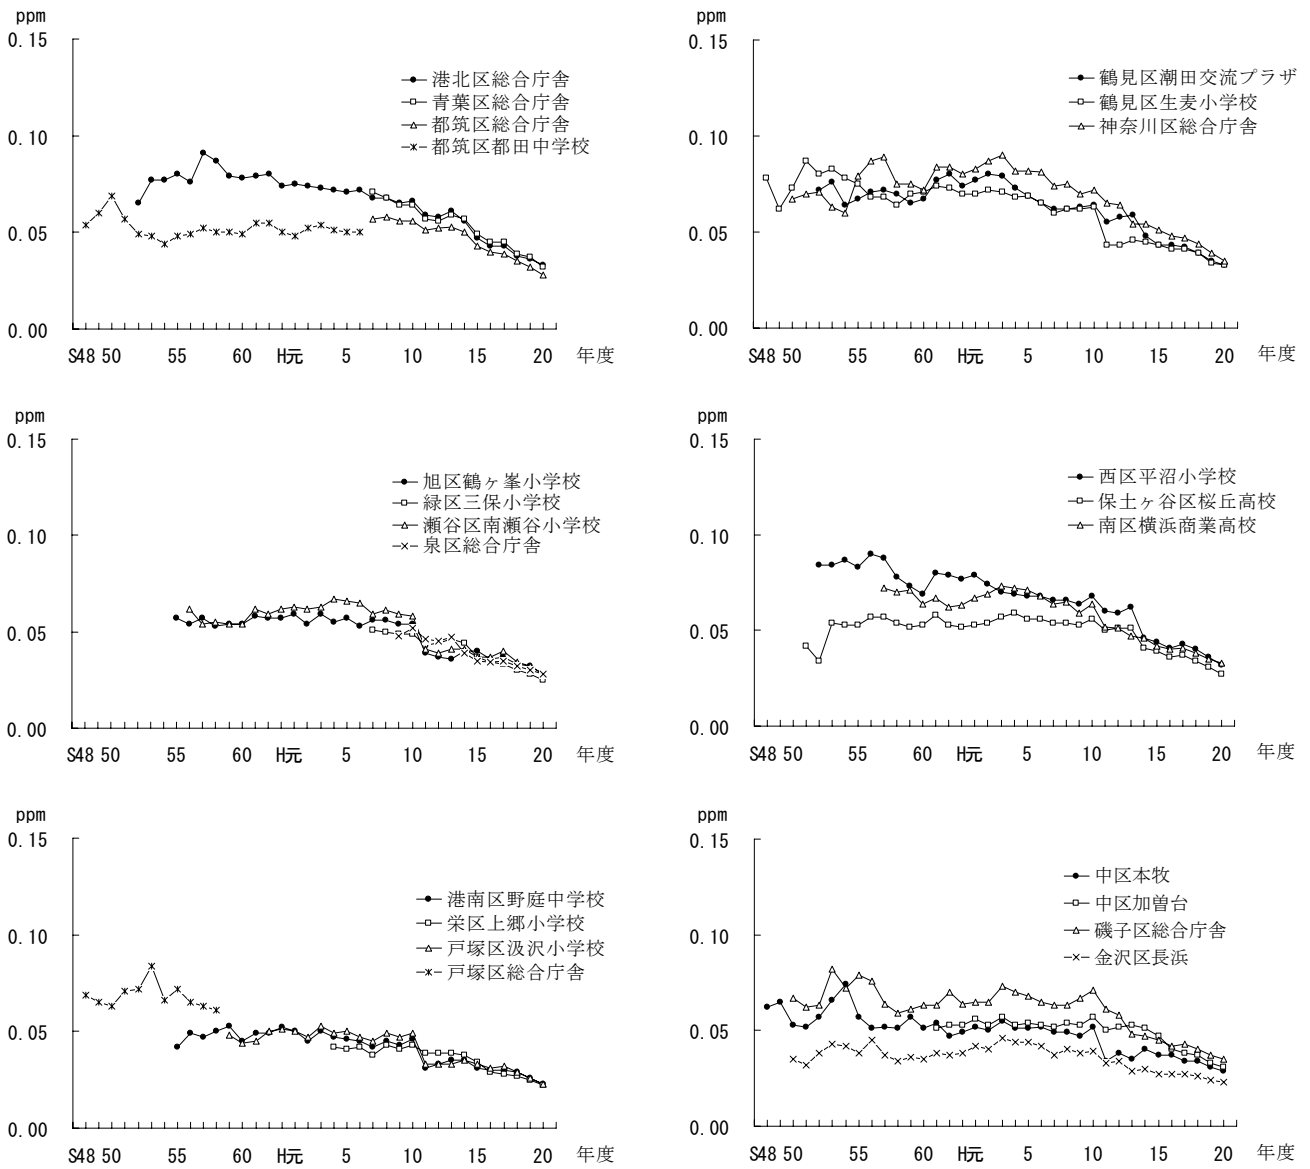 ppm
0.15
0.10
0.05
0.00
港北区総合庁舎
青葉区総合庁舎
都筑区総合庁舎
都筑区都田中学校
S48 50 55 60 H元 5 10 15 20 年度
ppm
0.15
0.10
0.05
0.00
鶴見区潮田交流プラザ
鶴見区生麦小学校
神奈川区総合庁舎
S48 50 55 60 H元 5 10 15 20 年度
ppm
0.15
0.10
0.05
0.00
旭区鶴ヶ峯小学校
緑区三保小学校
瀬谷区南瀬谷小学校
泉区総合庁舎
S48 50 55 60 H元 5 10 15 20 年度
ppm
0.15
0.10
0.05
0.00
西区平沼小学校
保土ヶ谷区桜丘高校
南区横浜商業高校
S48 50 55 60 H元 5 10 15 20 年度
ppm
0.15
0.10
0.05
0.00
港南区野庭中学校
栄区上郷小学校
戸塚区汲沢小学校
戸塚区総合庁舎
S48 50 55 60 H元 5 10 15 20 年度
ppm
0.15
0.10
0.05
0.00
中区本牧
中区加曽台
磯子区総合庁舎
金沢区長浜
S48 50 55 60 H元 5 10 15 20 年度